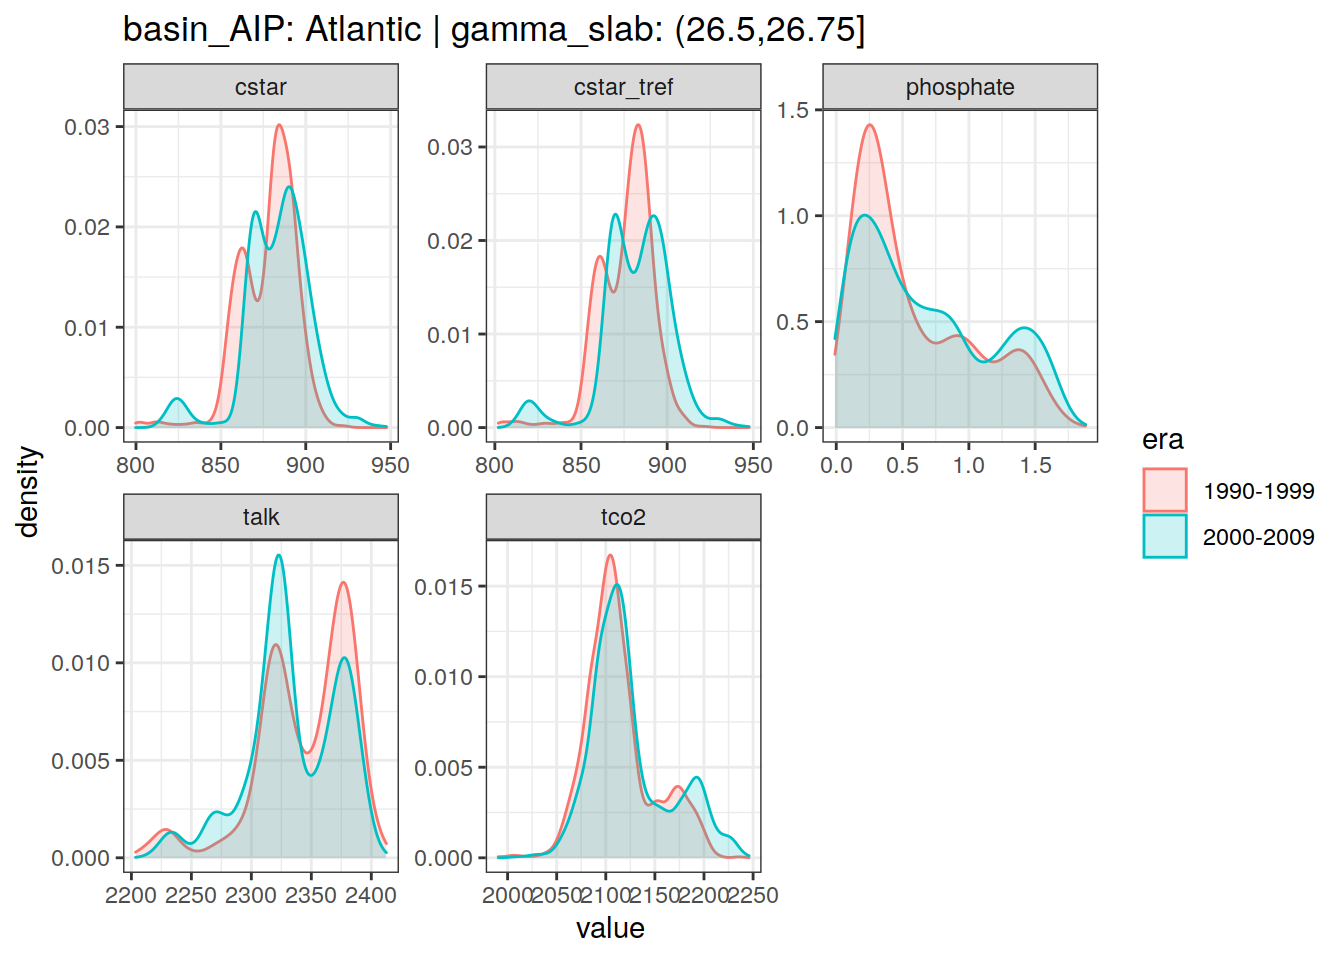 basin_AIP: Atlantic | gamma_slab: (26.5,26.75]
cstar
cstar_tref
phosphate
0.03
0.02
0.01
0.00
800 850 900 950
0.03
0.02
0.01
0.00
800 850 900 950
1.5
1.0
0.5
0.0
0.0 0.5 1.0 1.5
density
talk
tco2
0.015
0.010
0.005
0.000
2200 2250 2300 2350 2400
0.015
0.010
0.005
0.000
2000 2050 2100 2150 2200 2250
value
era
1990-1999
2000-2009